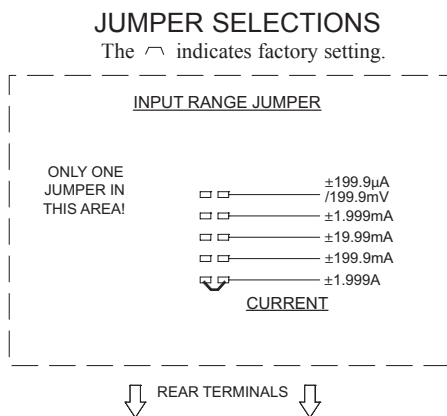 JUMPER SELECTIONS
The indicates factory setting.
INPUT RANGE JUMPER
ONLY ONE
JUMPER IN
THIS AREA!
±199.9µA
/199.9mV
±1.999mA
±19.99mA
±199.9mA
±1.999A
CURRENT
REAR TERMINALS